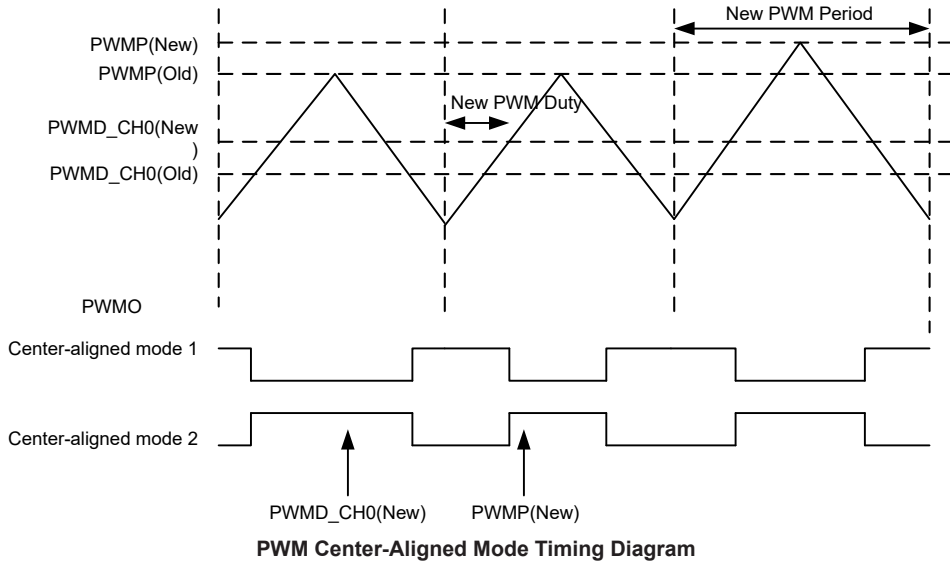 New PWM Period
PWMP(New)
PWMP(Old)
New PWM Duty
PWMD_CH0(New
)
PWMD_CH0(Old)
PWMO
Center-aligned mode 1
Center-aligned mode 2
PWMD_CH0(New)
PWMP(New)
PWM Center-Aligned Mode Timing Diagram